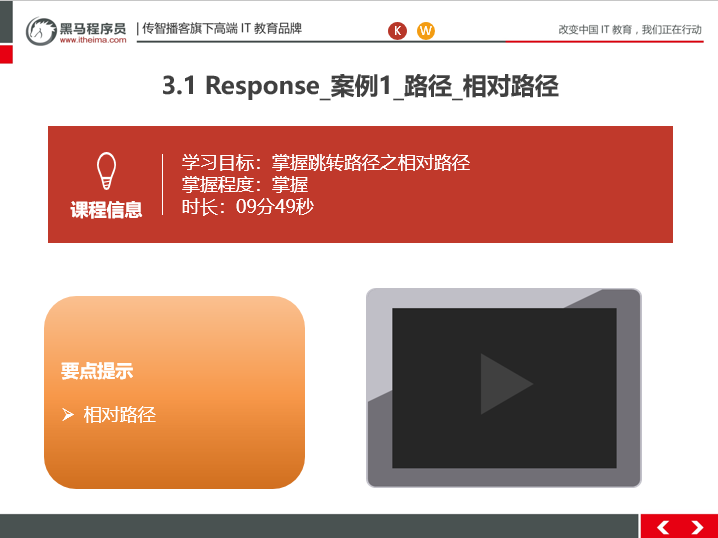 黑马程序员
www.itheima.com
| 传智播客旗下高端 IT 教育品牌
K
W
改变中国 IT 教育，我们正在行动
3.1 Response_案例1_路径_相对路径
课程信息
学习目标：掌握跳转路径之相对路径
掌握程度：掌握
时长：09分49秒
要点提示
➢ 相对路径